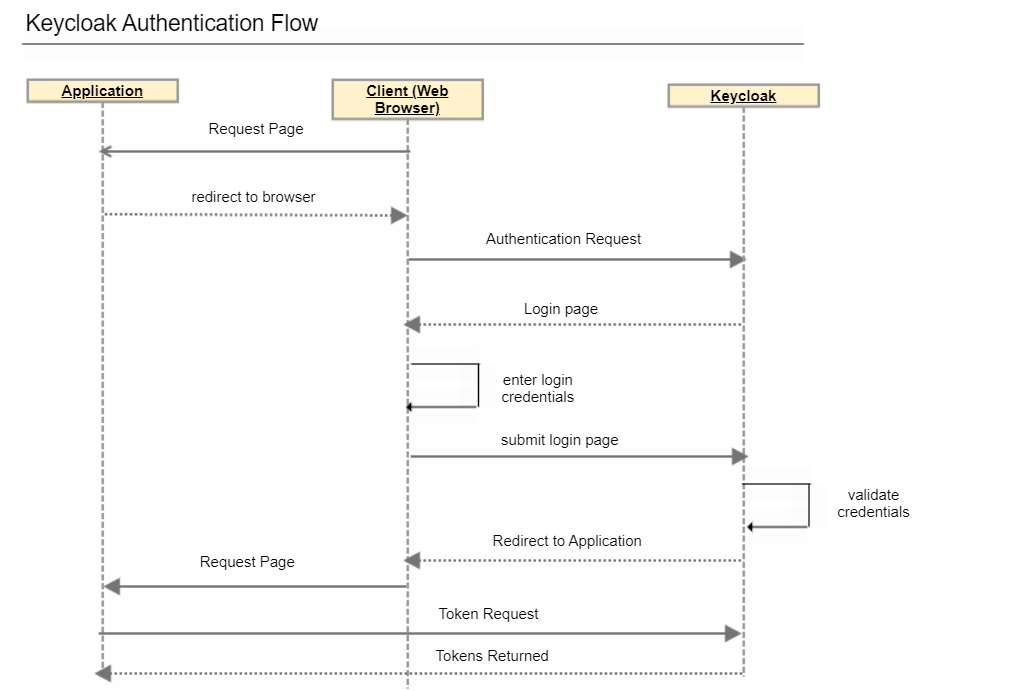 Keycloak Authentication Flow
Application
Client (Web
Browser)
Keycloak
Request Page
redirect to browser
Authentication Request
Login page
enter login
credentials
submit login page
validate
credentials
Redirect to Application
Request Page
Token Request
Tokens Returned